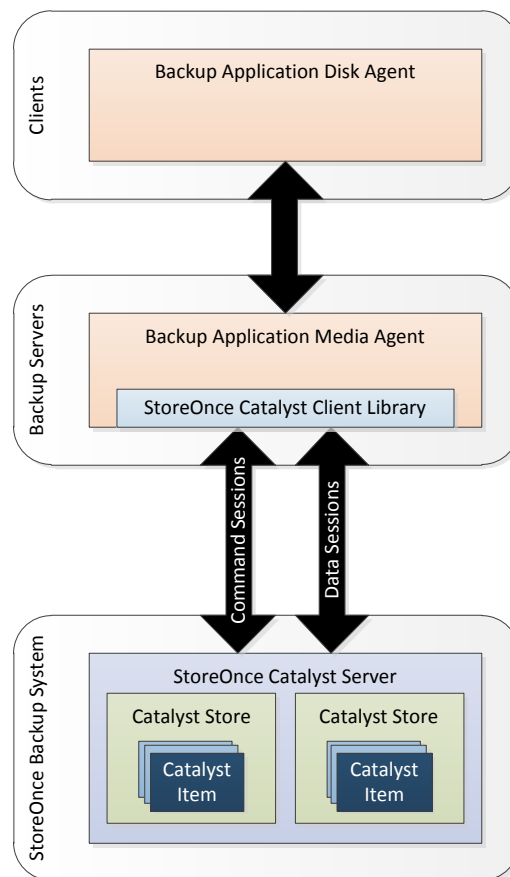 Clients
Backup Application Disk Agent
Backup Servers
Backup Application Media Agent
StoreOnce Catalyst Client Library
Command Sessions
Data Sessions
StoreOnce Backup System
StoreOnce Catalyst Server
Catalyst Store
Catalyst
Item
Catalyst Store
Catalyst
Item